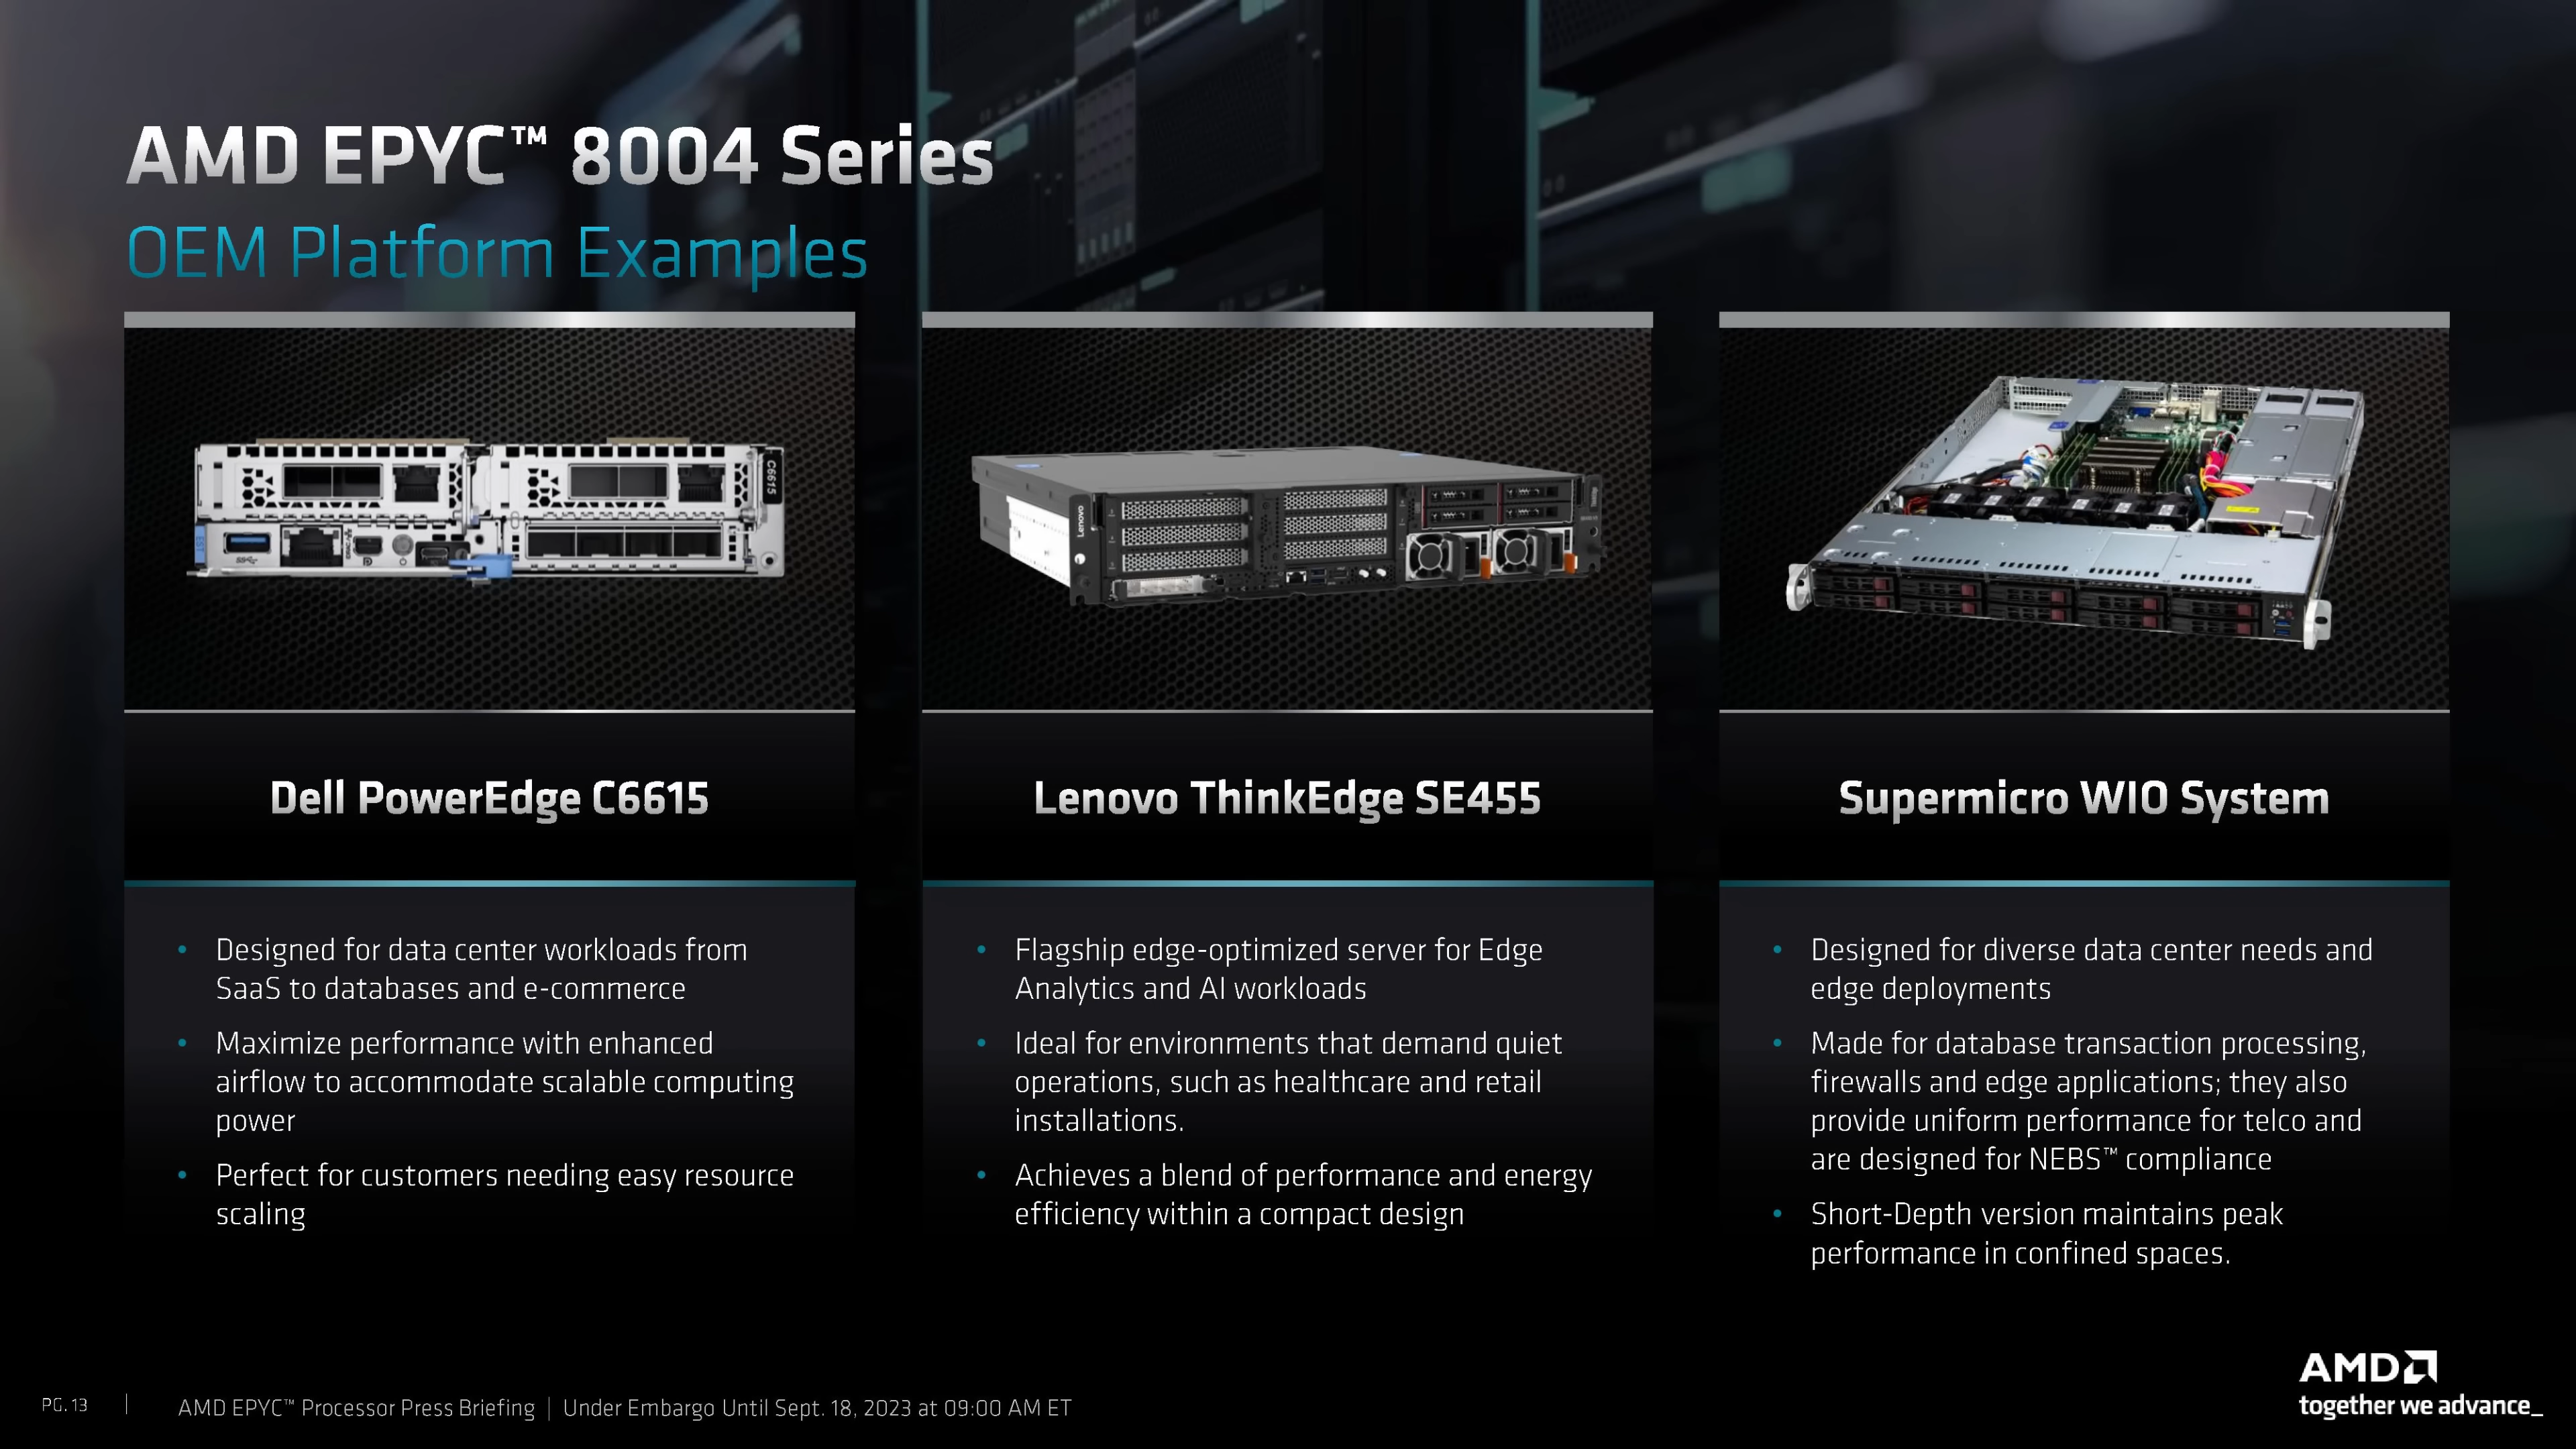 AMD EPYC™ 8004 Series
OEM Platform Examples
C6615
EST
Lenovo
Dell PowerEdge C6615
Lenovo ThinkEdge SE455
Supermicro WIO System
• Designed for data center workloads from
SaaS to databases and e-commerce
• Maximize performance with enhanced
airflow to accommodate scalable computing
power
• Perfect for customers needing easy resource
scaling
• Flagship edge-optimized server for Edge
Analytics and AI workloads
• Ideal for environments that demand quiet
operations, such as healthcare and retail
installations.
• Achieves a blend of performance and energy
efficiency within a compact design
• Designed for diverse data center needs and
edge deployments
• Made for database transaction processing,
firewalls and edge applications; they also
provide uniform performance for telco and
are designed for NEBS™ compliance
• Short-Depth version maintains peak
performance in confined spaces.
PG. 13
AMD EPYC™ Processor Press Briefing | Under Embargo Until Sept. 18, 2023 at 09:00 AM ET
AMD
together we advance_